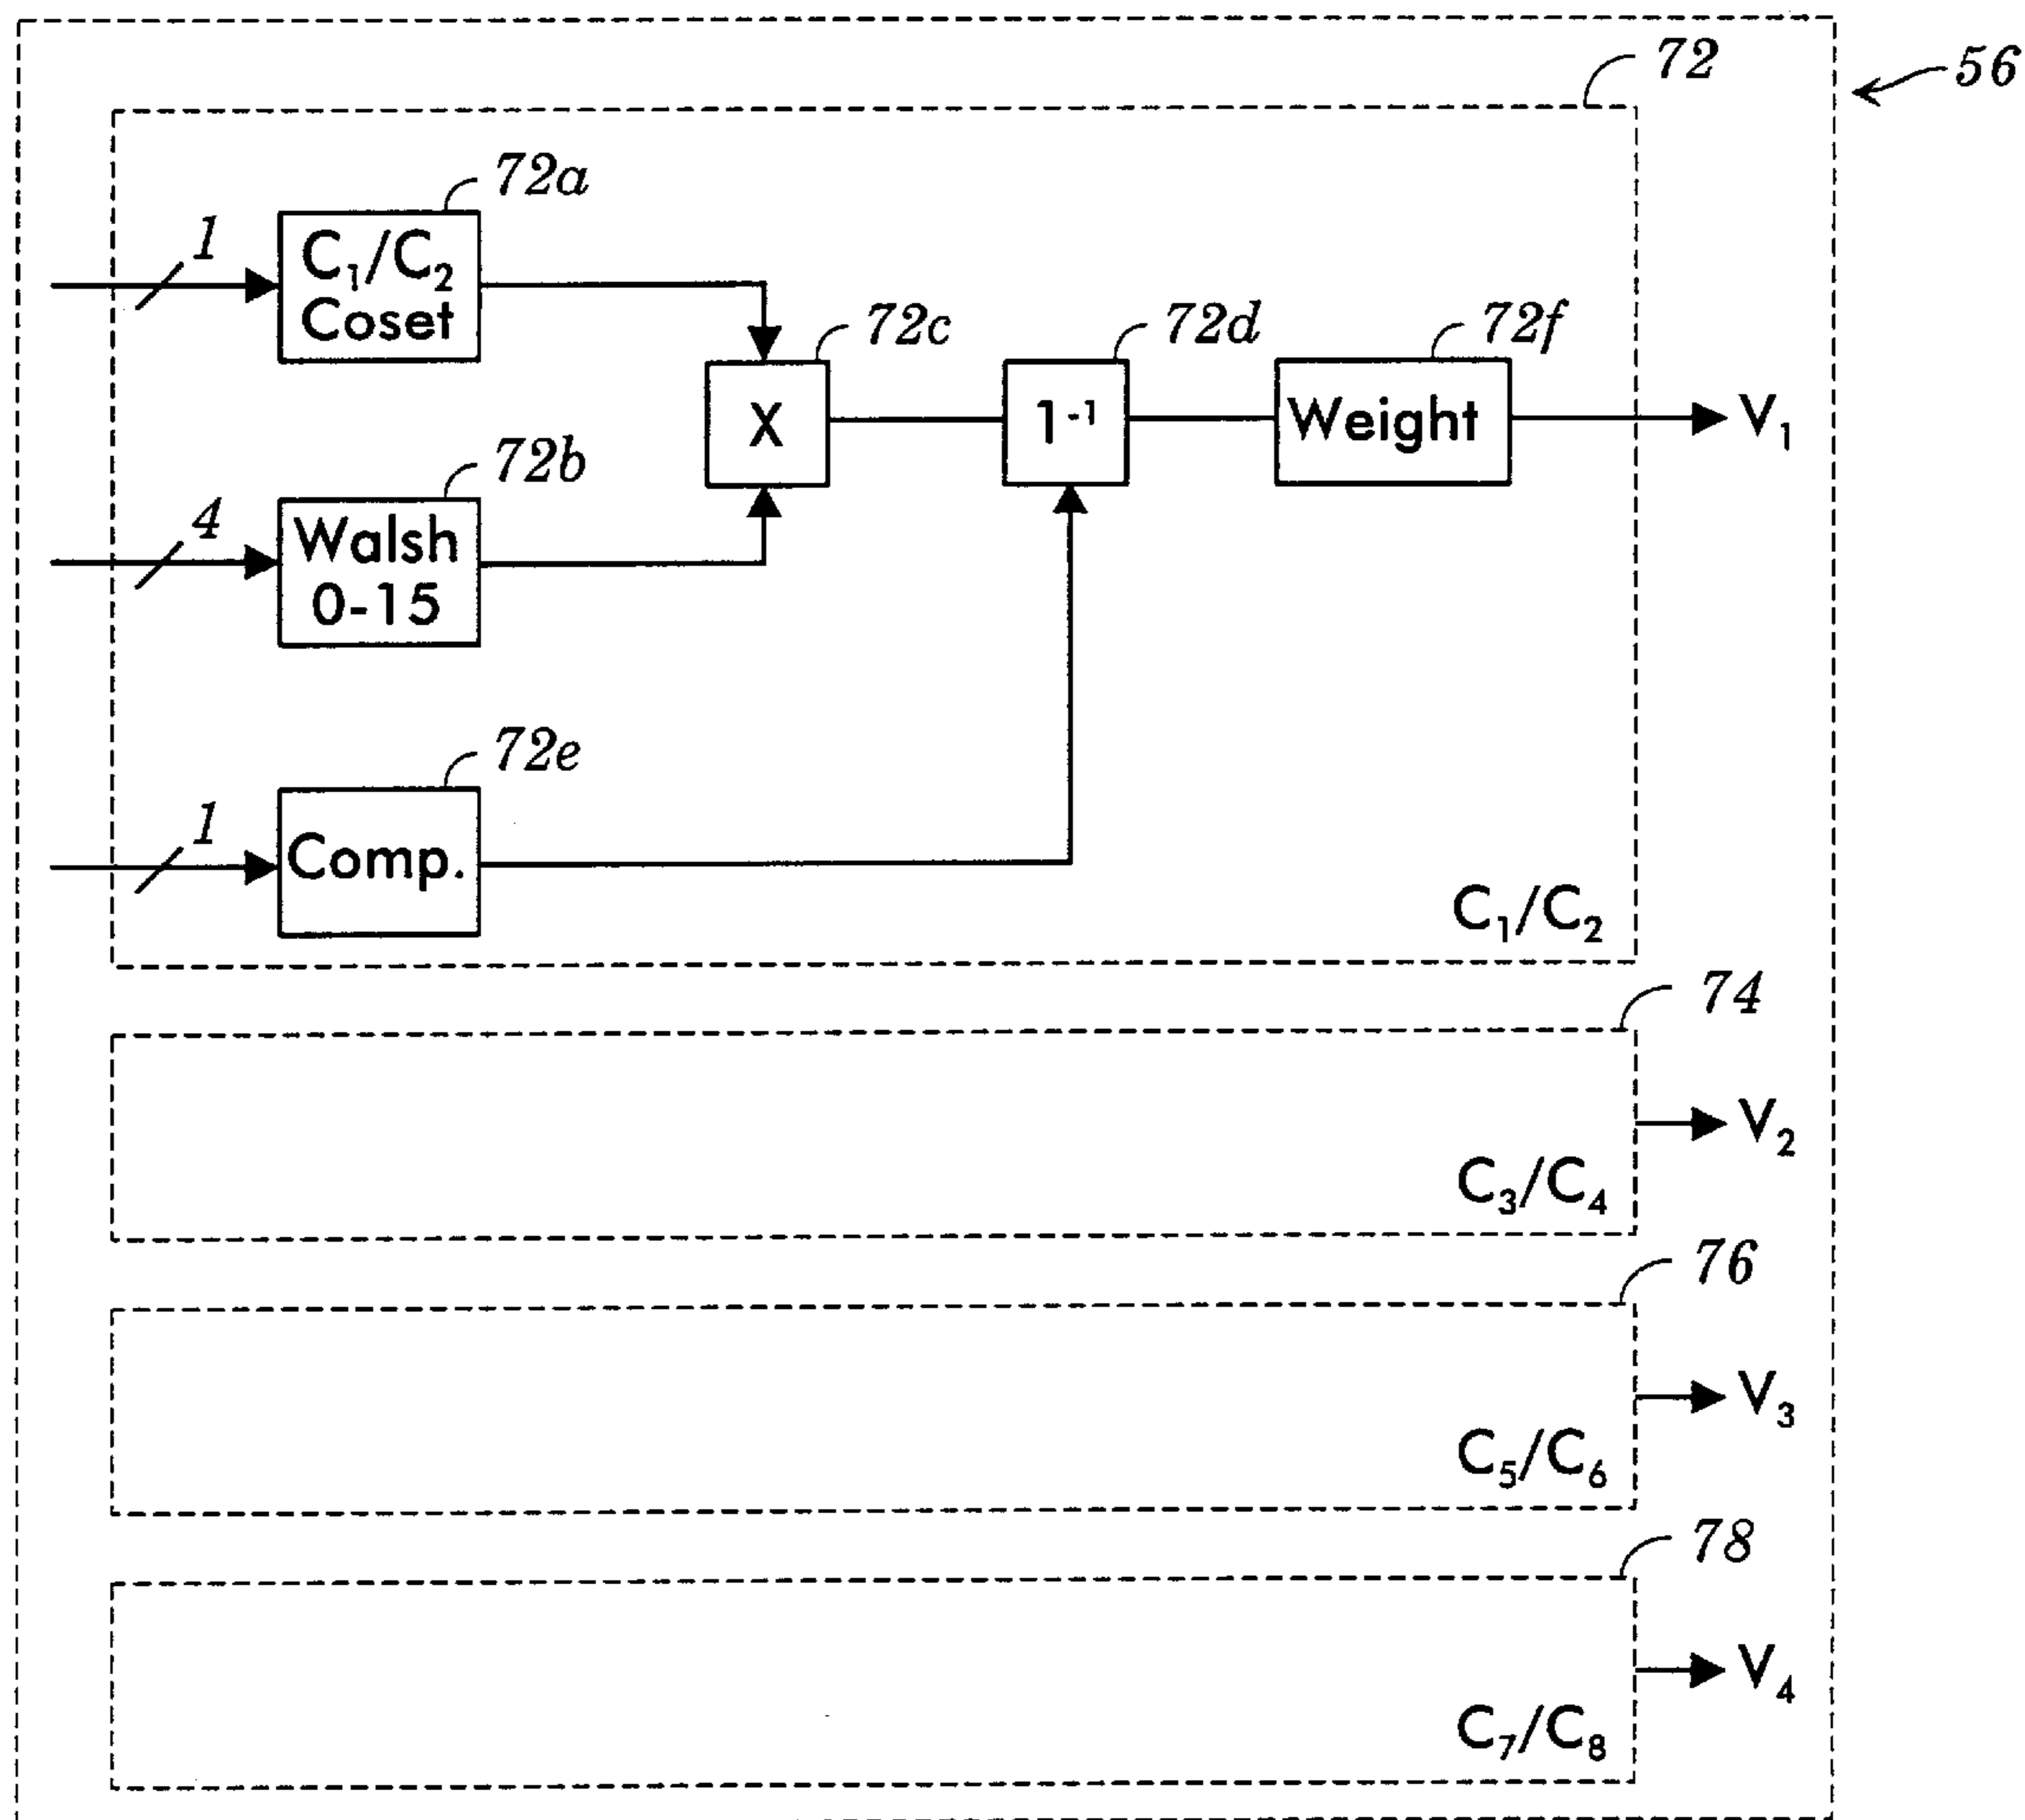 72
56
72a
1
C₁/C₂
Coset
72c
72d
72f
X
1⁻¹
Weight
V₁
72b
4
Walsh
0-15
72e
1
Comp.
C₁/C₂
74
V₂
C₃/C₄
76
V₃
C₅/C₆
78
V₄
C₇/C₈